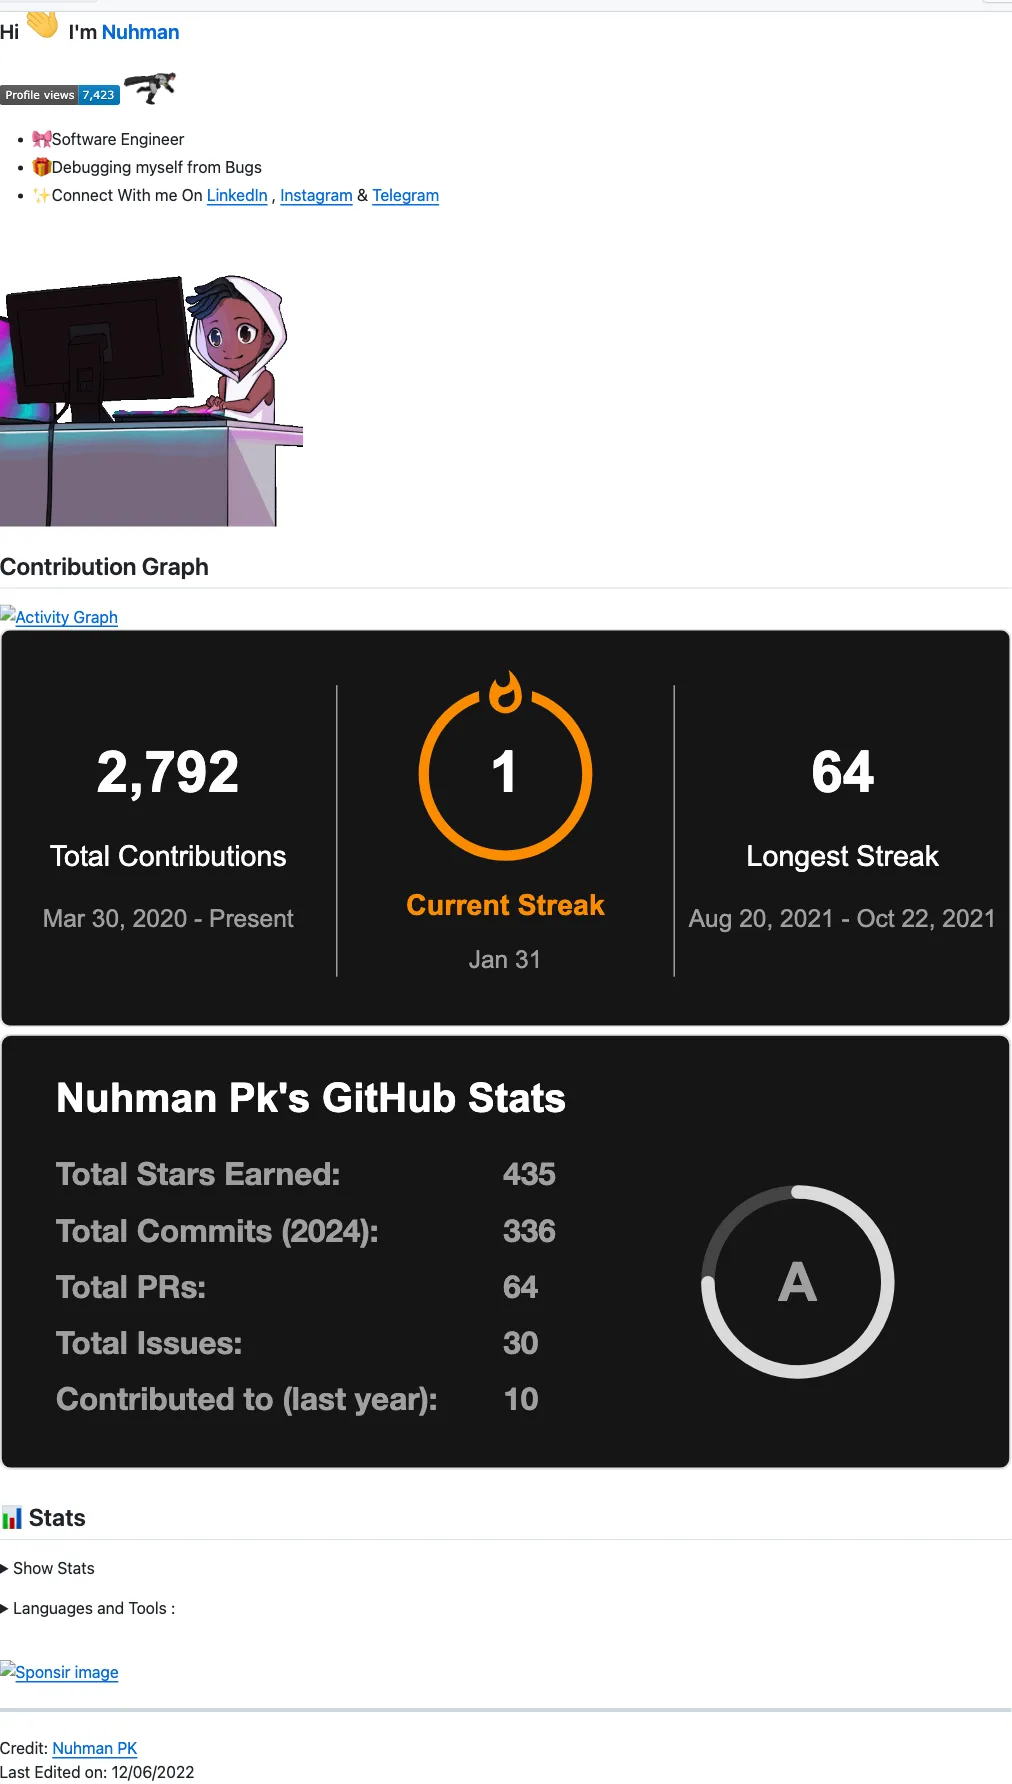 Hi 👋 I'm Nuhman
Profile views 7,423
🎀Software Engineer
🎁Debugging myself from Bugs
✨Connect With me On LinkedIn , Instagram & Telegram
Contribution Graph
Activity Graph
2,792
Total Contributions
Mar 30, 2020 - Present
1
Current Streak
Jan 31
64
Longest Streak
Aug 20, 2021 - Oct 22, 2021
Nuhman Pk's GitHub Stats
Total Stars Earned: 435
Total Commits (2024): 336
Total PRs: 64
Total Issues: 30
Contributed to (last year): 10
A
📊 Stats
Show Stats
Languages and Tools :
Sponsir image
Credit: Nuhman PK
Last Edited on: 12/06/2022